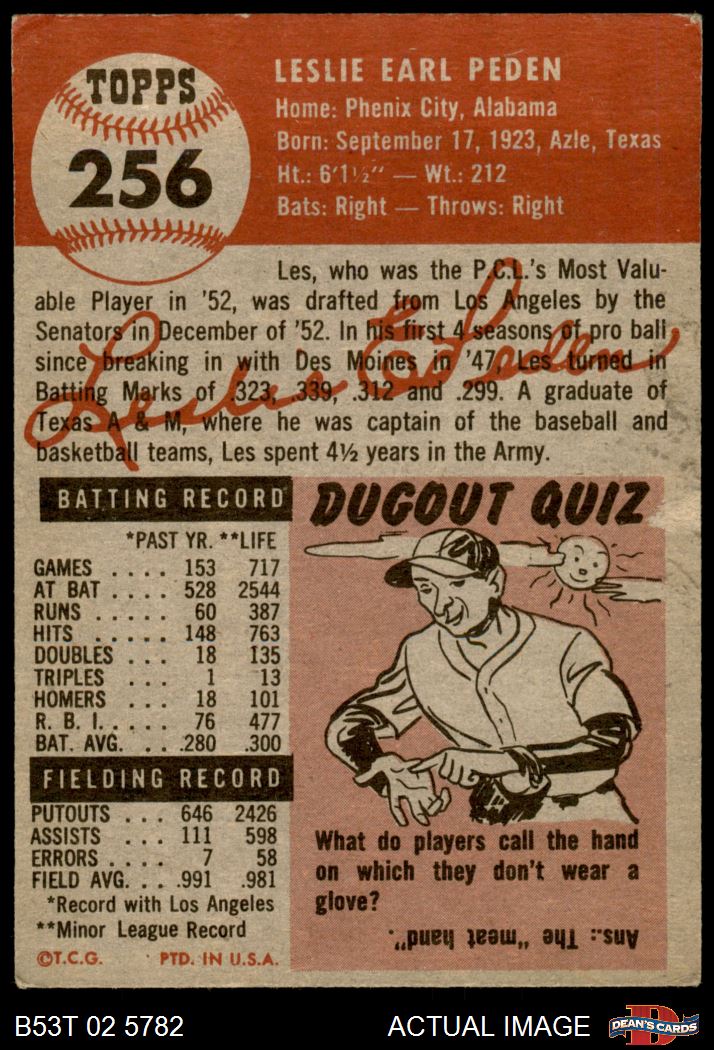 TOPPS
256
LESLIE EARL PEDEN
Home: Phenix City, Alabama
Born: September 17, 1923, Azle, Texas
Ht.: 6'1½" — Wt.: 212
Bats: Right — Throws: Right
Les, who was the P.C.L.'s Most Valu-
able Player in '52, was drafted from Los Angeles by the
Senators in December of '52. In his first 4 seasons of pro ball
since breaking in with Des Moines in '47, Les turned in
Batting Marks of .323, .339, .312 and .299. A graduate of
Texas A & M, where he was captain of the baseball and
basketball teams, Les spent 4½ years in the Army.
Leslie E. Peden
BATTING RECORD
*PAST YR. **LIFE
GAMES .... 153 717
AT BAT .... 528 2544
RUNS ..... 60 387
HITS ..... 148 763
DOUBLES ... 18 135
TRIPLES ... 1 13
HOMERS ... 18 101
R. B. I. .... 76 477
BAT. AVG. ... .280 .300
FIELDING RECORD
PUTOUTS ... 646 2426
ASSISTS ... 111 598
ERRORS .... 7 58
FIELD AVG. ... .991 .981
*Record with Los Angeles
**Minor League Record
©T.C.G. PTD. IN U.S.A.
DUGOUT QUIZ
B
What do players call the hand
on which they don't wear a
glove?
Ans.: The "meat hand".
B53T 02 5782
ACTUAL IMAGE
D
DEAN'S CARDS